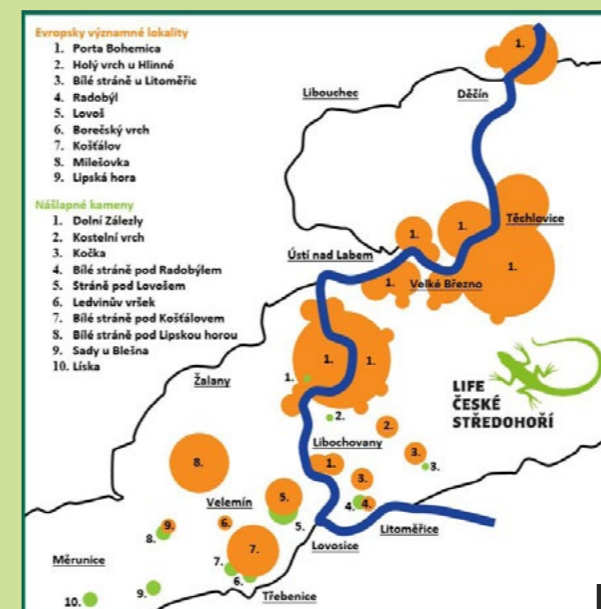 Evropsky významné lokality
1. Porta Bohemica
2. Holý vrch u Hlinné
3. Bílé stráně u Litoměřic
4. Radobýl
5. Lovoš
6. Borečský vrch
7. Košťálov
8. Milešovka
9. Lipská hora
Nášlapné kameny
1. Dolní Zálezly
2. Kostelní vrch
3. Kočka
4. Bílé stráně pod Radobýlem
5. Stráně pod Lovošem
6. Ledvinův vršek
7. Bílé stráně pod Košťálovem
8. Bílé stráně pod Lipskou horou
9. Sady u Blešna
10. Líska
1.
Libouchec
Děčín
Těchlovice
1.
1.
1.
Ústí nad Labem
1.
Velké Březno
1. 1.
1.
Žalany
LIFE
ČESKÉ
STŘEDOHOŘÍ
2.
2.
Libochovany
3.
3.
8.
1.
3.
Velemín
5.
4. 4.
9.
6.
5.
Litoměřice
8.
Lovosice
7.
Měrunice
7.
6.
9.
10.
Třebenice